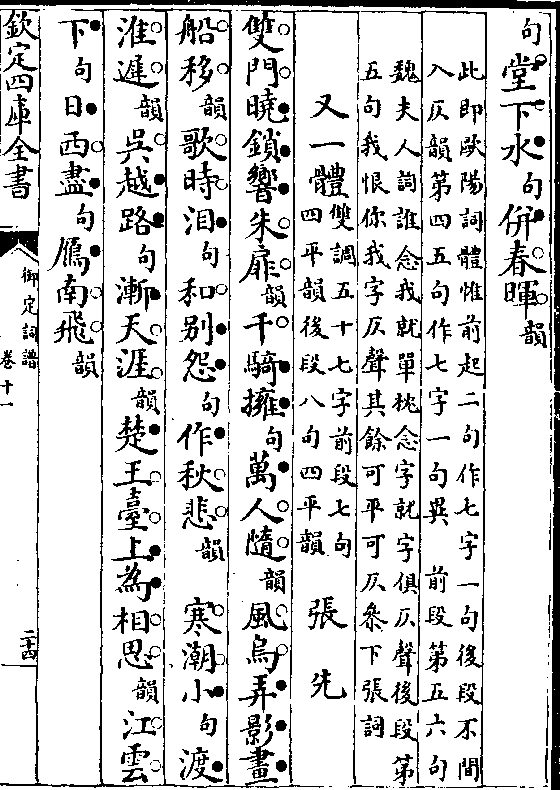 句堂下水句併春暉韻
此即歐陽詞體惟前起二句作七字一句後段不間
入仄韻第四五句作七字一句異　前段第五六句
魏夫人詞誰念我就單枕念字就字俱仄聲後段第
五句我恨你我字仄聲其餘可平可仄叅下張詞
又一體雙調五十七字前段七句
四平韻後段八句四平韻　張先
雙門曉鎖響朱扉韻千騎擁句萬人隨韻風烏弄影畫
船移韻歌時泪句和别怨句作秋悲韻　寒潮小句渡
淮遲韻吳越路句漸天涯韻楚王臺上為相思韻江雲
下句日西盡句鴈南飛韻
欽定四庫全書
御定詞譜
卷十一
二十四